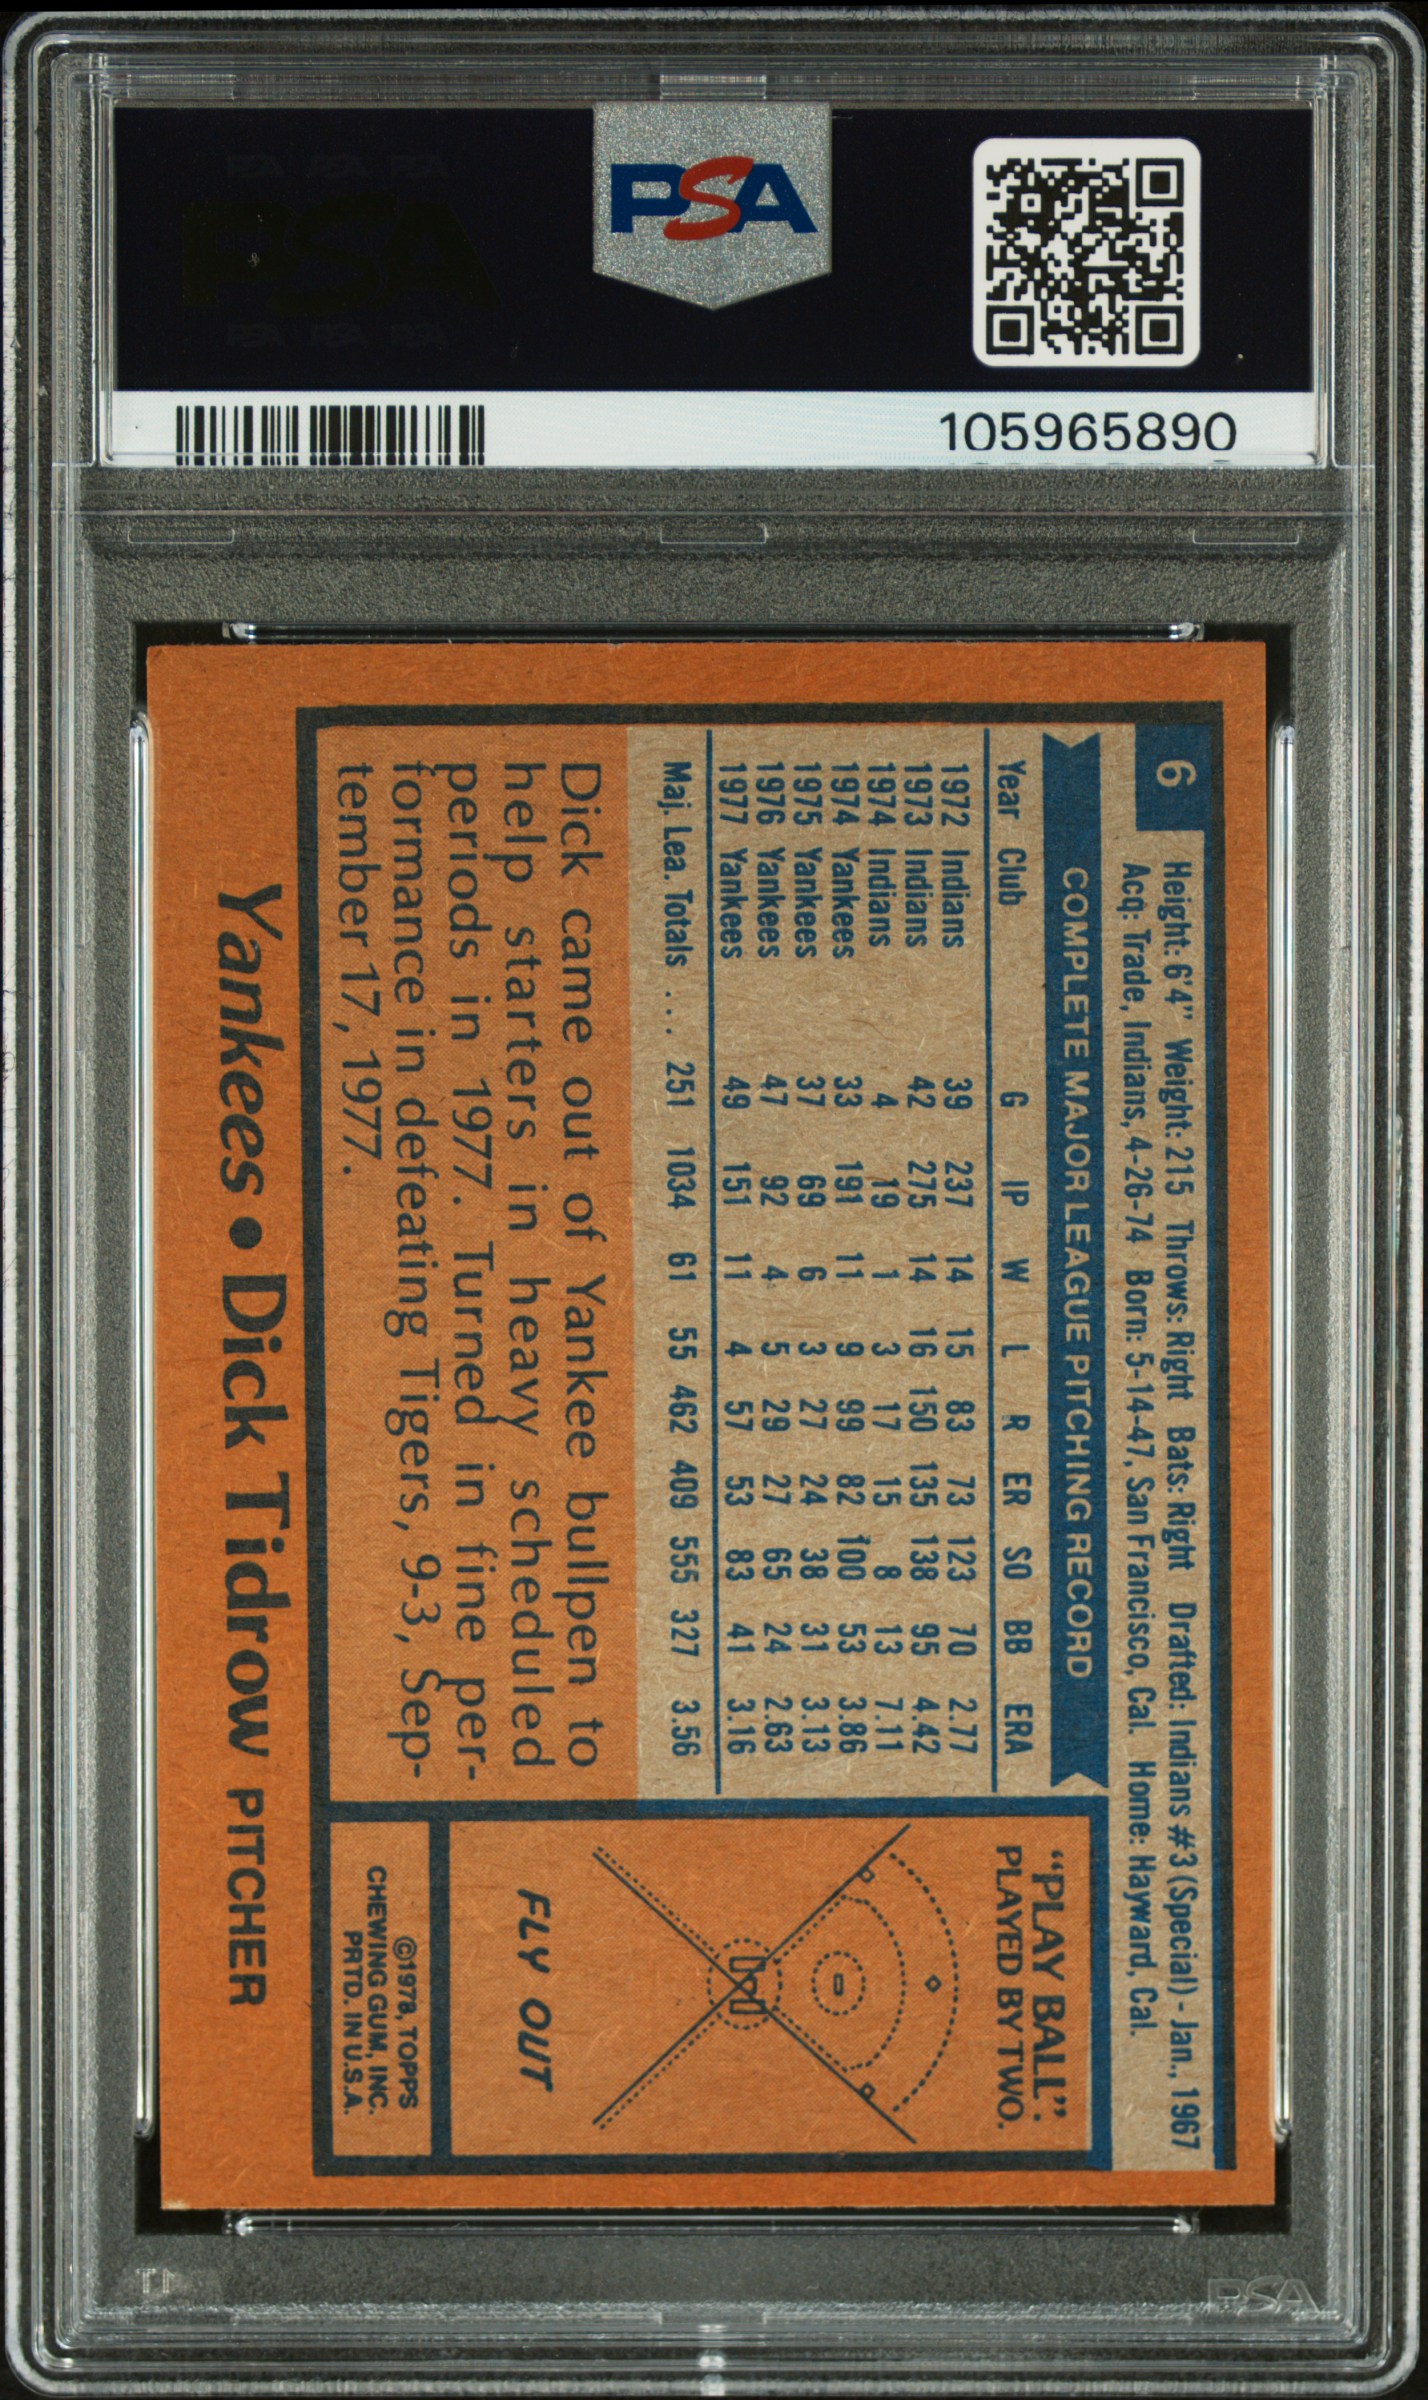 PSA
105965890
6
Height: 6'4" Weight: 215 Throws: Right Bats: Right Drafted: Indians #3 (Special) - Jan., 1967
Acq: Trade, Indians, 4-26-74 Born: 5-14-47, San Francisco, Cal. Home: Hayward, Cal.
COMPLETE MAJOR LEAGUE PITCHING RECORD
Year Club G IP W L R ER SO BB ERA
1972 Indians 39 237 14 15 83 73 123 70 2.77
1973 Indians 42 275 14 16 150 135 138 95 4.42
1974 Indians 4 19 1 3 17 15 8 13 7.11
1974 Yankees 33 191 11 9 99 82 100 53 3.86
1975 Yankees 37 69 6 3 27 24 38 31 3.13
1976 Yankees 47 92 4 5 29 27 65 24 2.63
1977 Yankees 49 151 11 4 57 53 83 41 3.16
Maj. Lea. Totals ... 251 1034 61 55 462 409 555 327 3.56
Dick came out of Yankee bullpen to
help starters in heavy scheduled
periods in 1977. Turned in fine per-
formance in defeating Tigers, 9-3, Sep-
tember 17, 1977.
"PLAY BALL":
PLAYED BY TWO.
FLY OUT
©1978, TOPPS
CHEWING GUM, INC.
PRTD. IN U.S.A.
Yankees • Dick Tidrow PITCHER
PSA